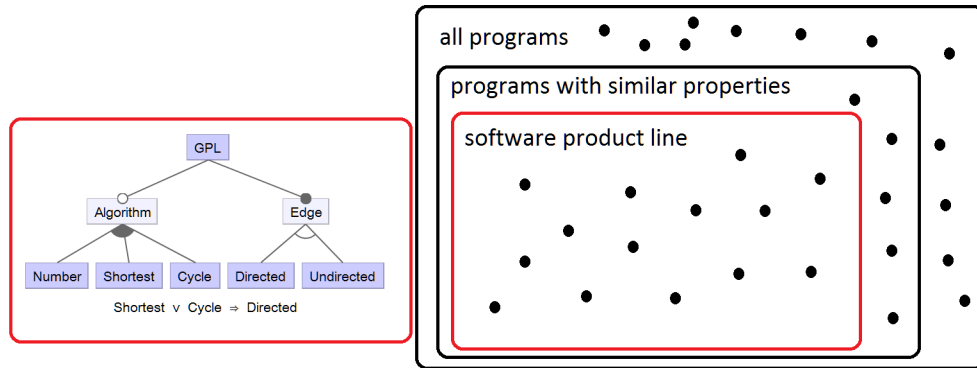 GPL
Algorithm
Edge
Number
Shortest
Cycle
Directed
Undirected
Shortest ∨ Cycle ⇒ Directed
all programs
programs with similar properties
software product line